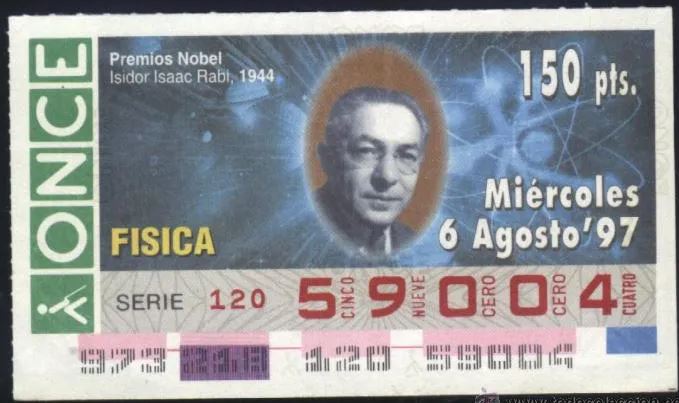 ONCE
Premios Nobel
Isidor Isaac Rabi, 1944
150 pts.
Miércoles
6 Agosto'97
FISICA
SERIE 120 5 CINCO 9 NUEVE 0 CERO 0 CERO 4 CUATRO
973 218 120 59004